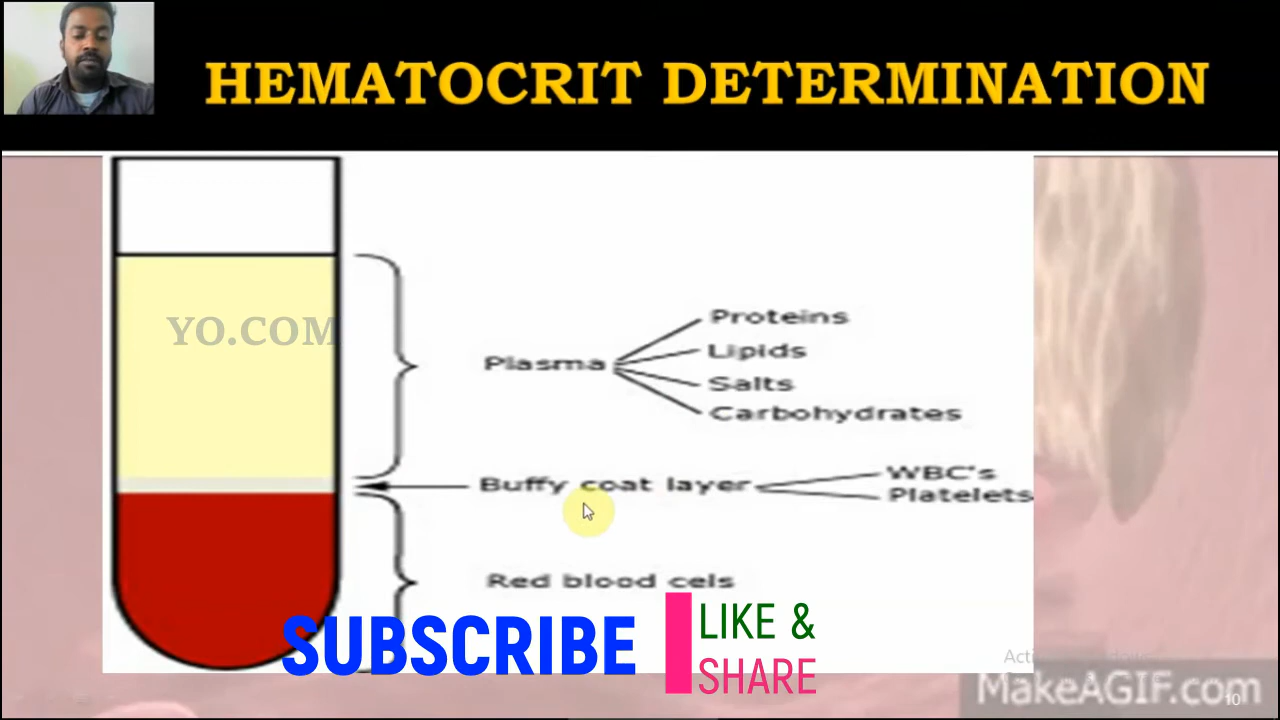 HEMATOCRIT DETERMINATION
YO.COM
Proteins
Lipids
Plasma
Salts
Carbohydrates
WBC's
Buffy coat layer
Platelets
Red blood cels
SUBSCRIBE
LIKE &
SHARE
MakeAGIF.com
10